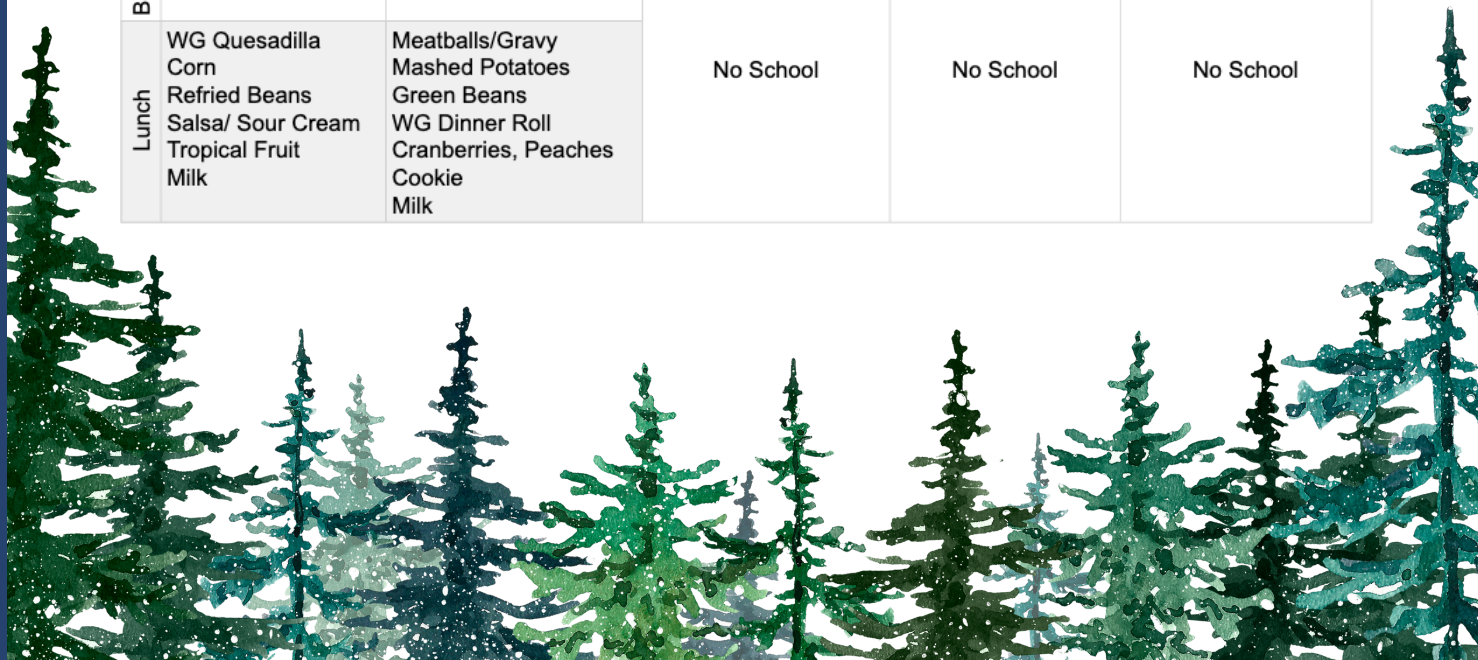 B
Lunch
WG Quesadilla
Corn
Refried Beans
Salsa/ Sour Cream
Tropical Fruit
Milk
Meatballs/Gravy
Mashed Potatoes
Green Beans
WG Dinner Roll
Cranberries, Peaches
Cookie
Milk
No School
No School
No School